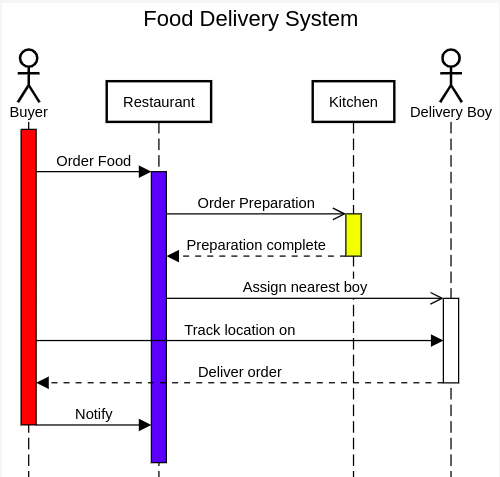 Food Delivery System
Buyer
Restaurant
Kitchen
Delivery Boy
Order Food
Order Preparation
Preparation complete
Assign nearest boy
Track location on
Deliver order
Notify